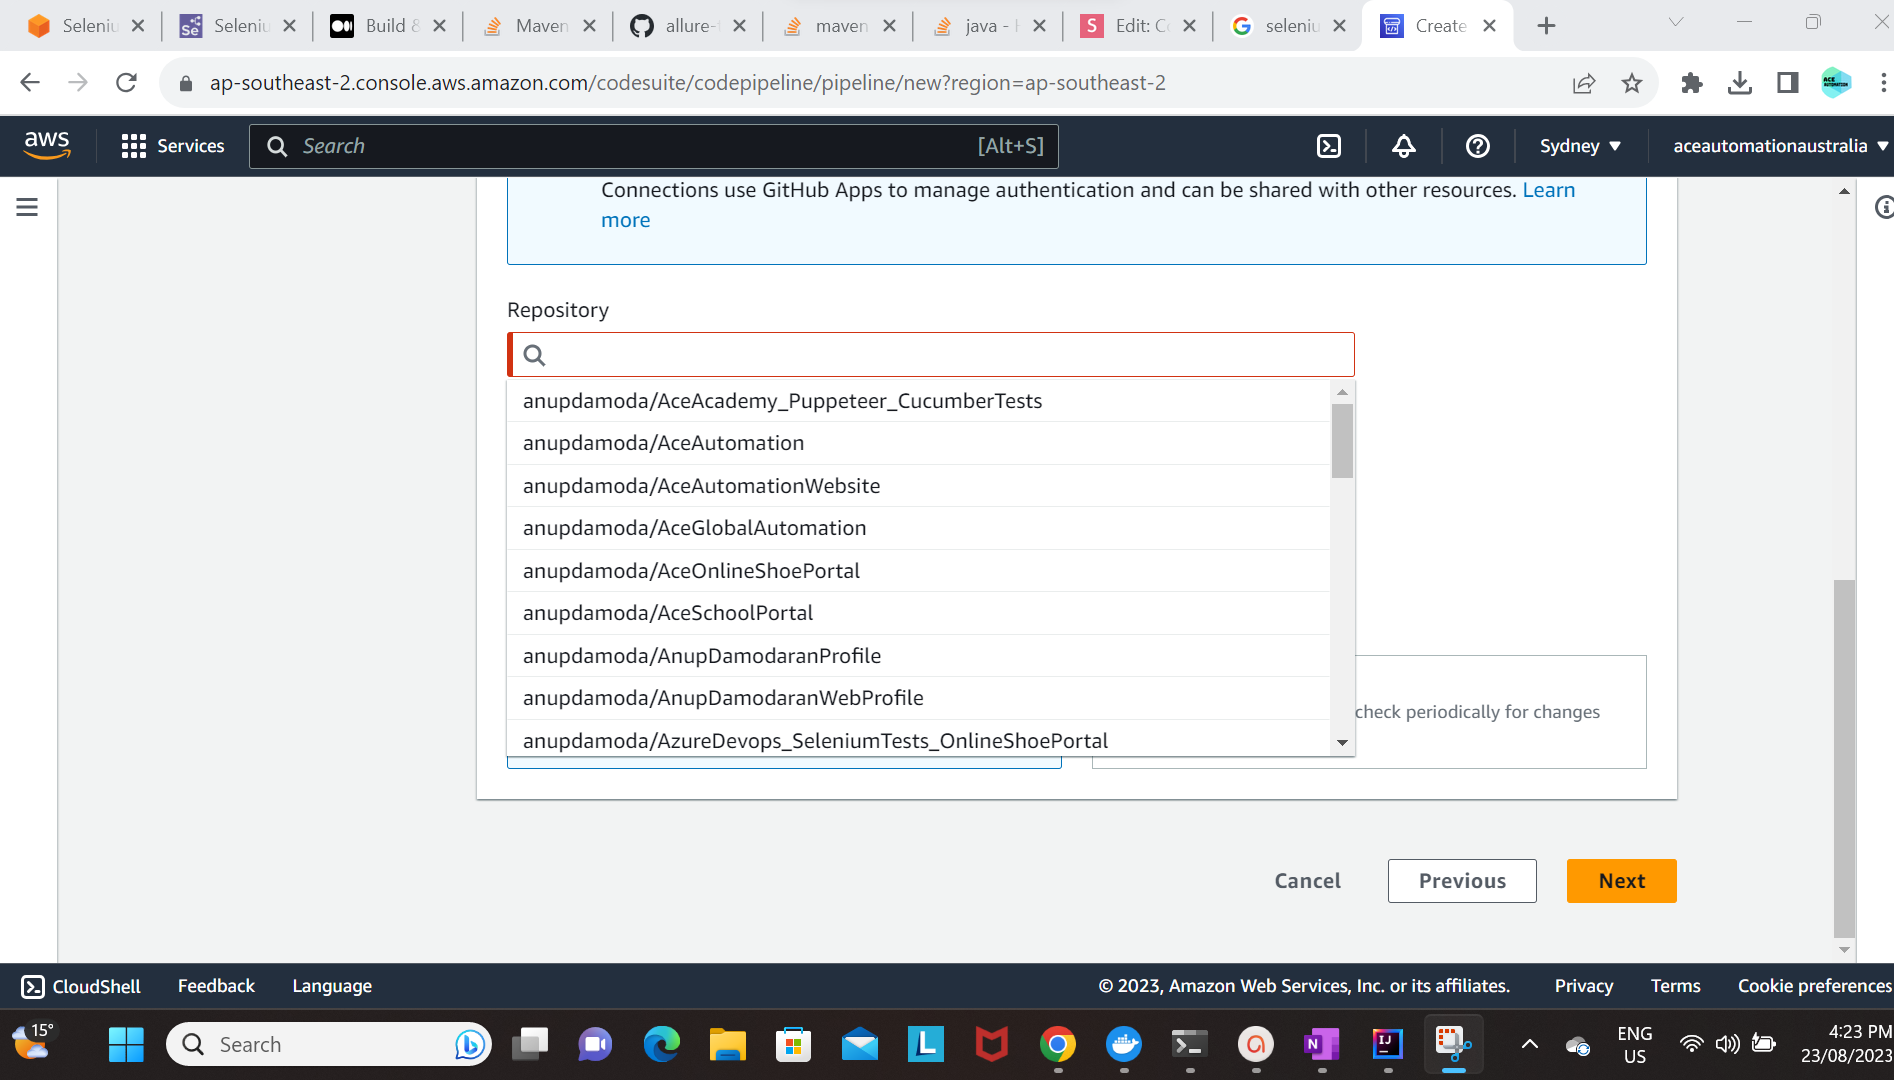 Seleniu
Seleniu
Build &
Maven
allure-
maven
java -
Edit: Co
seleniu
Create
ap-southeast-2.console.aws.amazon.com/codesuite/codepipeline/pipeline/new?region=ap-southeast-2
aws
Services
Search
[Alt+S]
Sydney
aceautomationaustralia
Connections use GitHub Apps to manage authentication and can be shared with other resources. Learn
more
Repository
anupdamoda/AceAcademy_Puppeteer_CucumberTests
anupdamoda/AceAutomation
anupdamoda/AceAutomationWebsite
anupdamoda/AceGlobalAutomation
anupdamoda/AceOnlineShoePortal
anupdamoda/AceSchoolPortal
anupdamoda/AnupDamodaranProfile
anupdamoda/AnupDamodaranWebProfile
check periodically for changes
anupdamoda/AzureDevops_SeleniumTests_OnlineShoePortal
Cancel
Previous
Next
CloudShell
Feedback
Language
© 2023, Amazon Web Services, Inc. or its affiliates.
Privacy
Terms
Cookie preferences
15°
Search
ENG
US
4:23 PM
23/08/2023